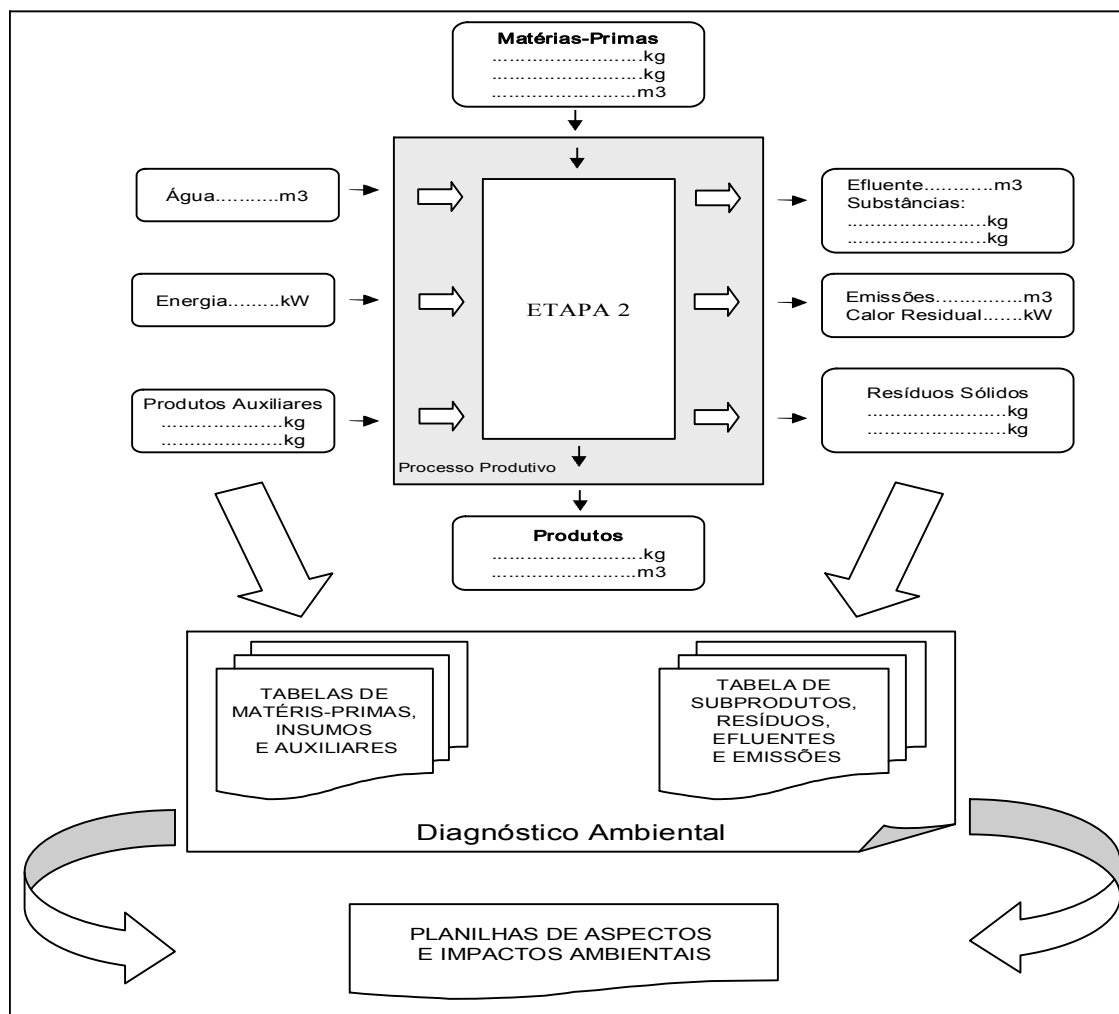 Matérias-Primas
..........................kg
..........................kg
.........................m3
Água...........m3
Energia.........kW
Produtos Auxiliares
.....................kg
.....................kg
ETAPA 2
Processo Produtivo
Efluente............m3
Substâncias:
........................kg
........................kg
Emissões...............m3
Calor Residual.......kW
Resíduos Sólidos
........................kg
........................kg
Produtos
..........................kg
.........................m3
TABELAS DE
MATÉRIS-PRIMAS,
INSUMOS
E AUXILIARES
TABELA DE
SUBPRODUTOS,
RESÍDUOS,
EFLUENTES
E EMISSÕES
Diagnóstico Ambiental
PLANILHAS DE ASPECTOS
E IMPACTOS AMBIENTAIS